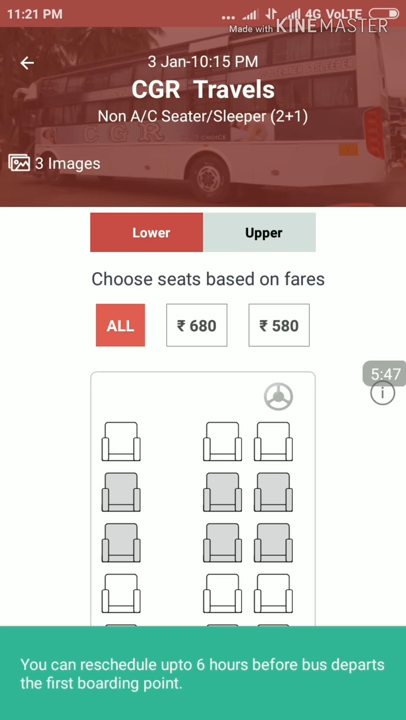 11:21 PM
4G VoLTE
Made with KINEMASTER
3 Jan-10:15 PM
CGR Travels
Non A/C Seater/Sleeper (2+1)
3 Images
Lower
Upper
Choose seats based on fares
ALL
₹ 680
₹ 580
5:47
You can reschedule upto 6 hours before bus departs
the first boarding point.